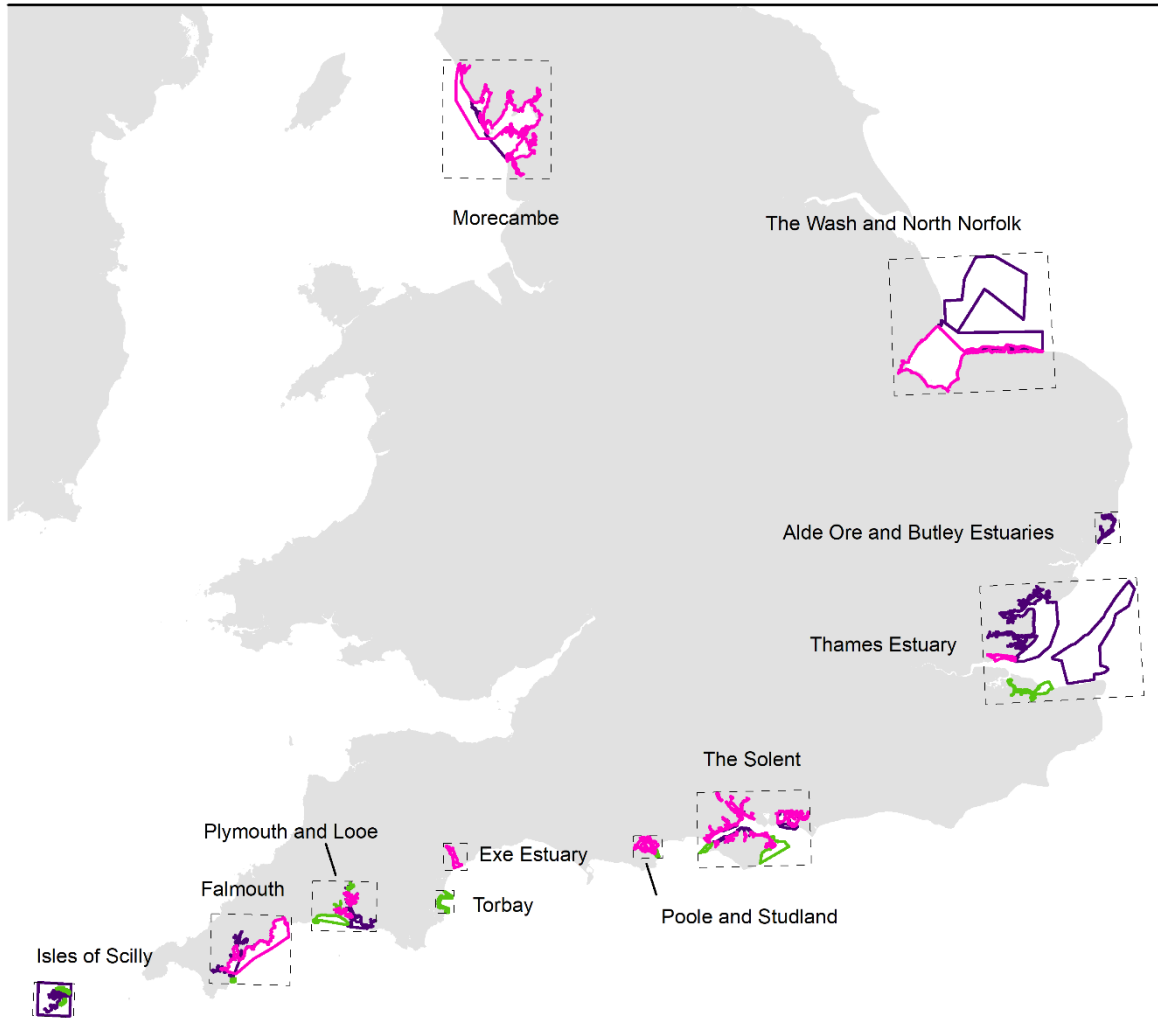 Morecambe
The Wash and North Norfolk
Alde Ore and Butley Estuaries
Thames Estuary
The Solent
Plymouth and Looe
Exe Estuary
Falmouth
Torbay
Poole and Studland
Isles of Scilly